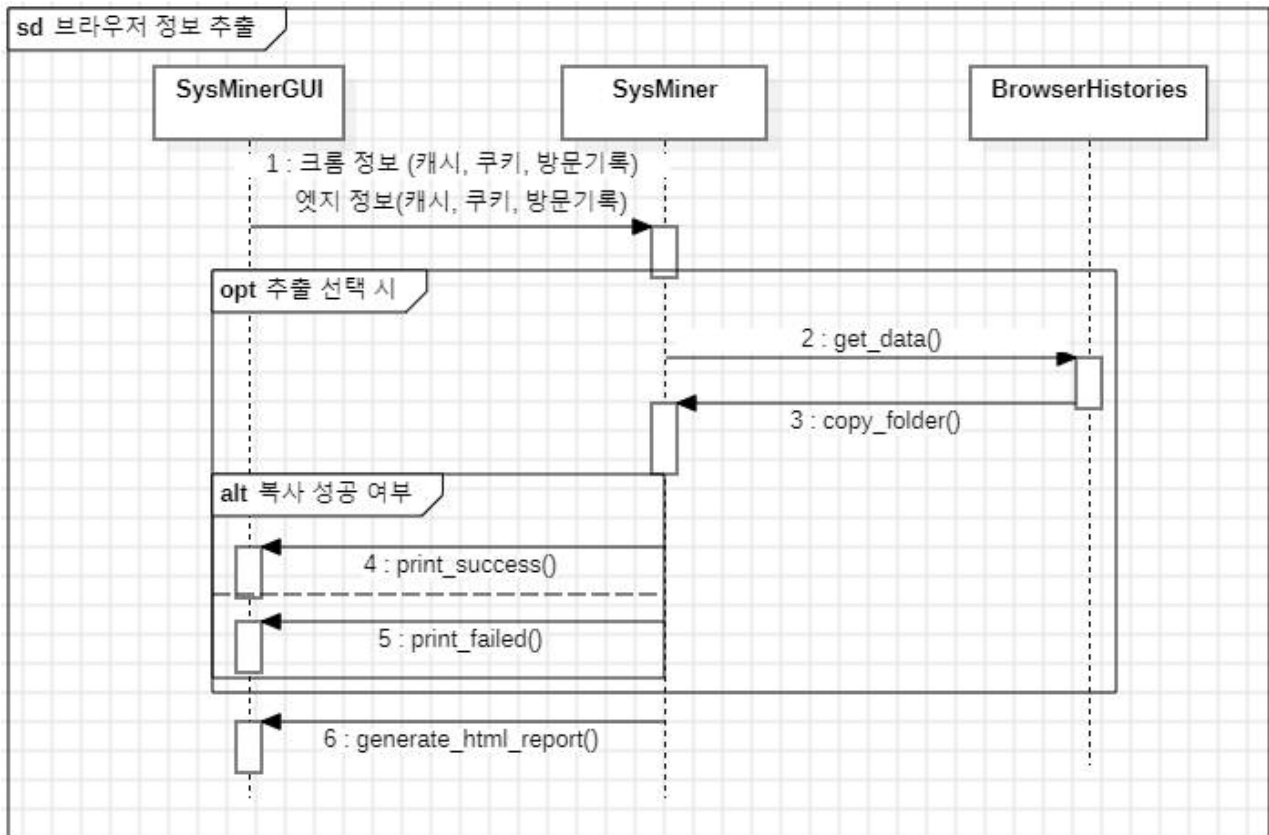 sd 브라우저 정보 추출
SysMinerGUI
SysMiner
BrowserHistories
1 : 크롬 정보 (캐시, 쿠키, 방문기록)
엣지 정보(캐시, 쿠키, 방문기록)
opt 추출 선택 시
2 : get_data()
3 : copy_folder()
alt 복사 성공 여부
4 : print_success()
5 : print_failed()
6 : generate_html_report()